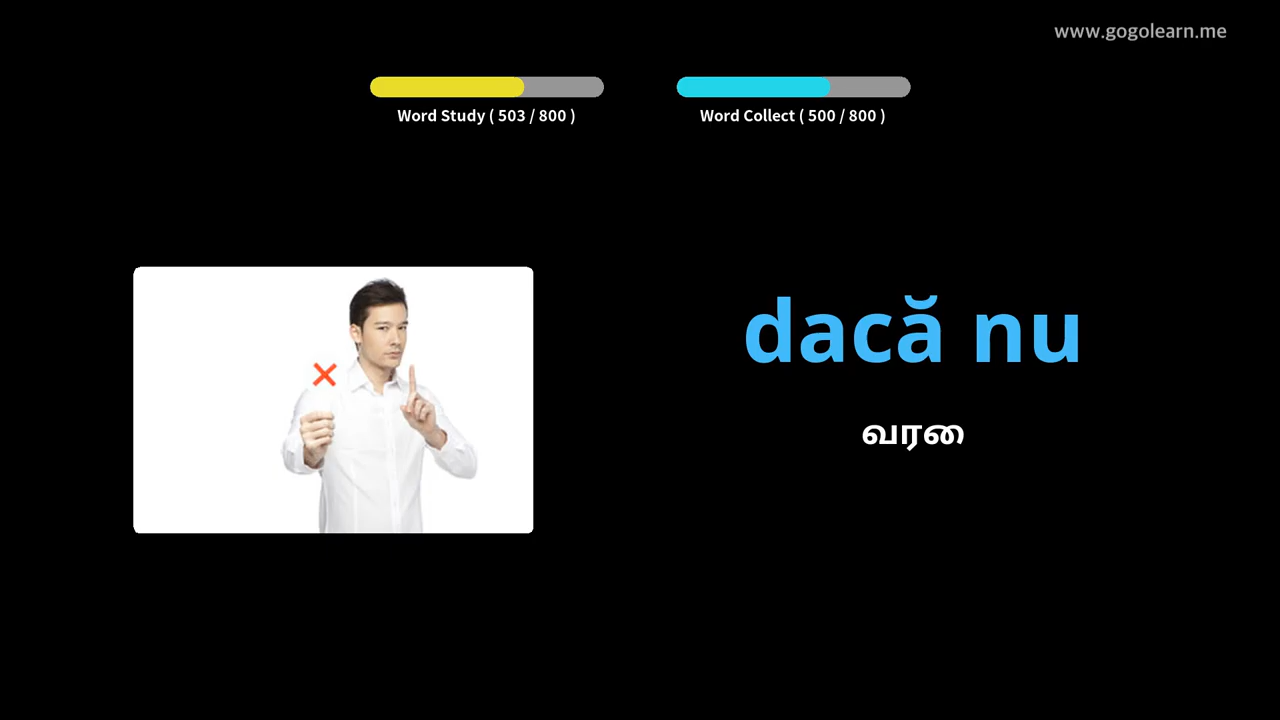 www.gogolearn.me
Word Study ( 503 / 800 )
Word Collect ( 500 / 800 )
dacă nu
வரை